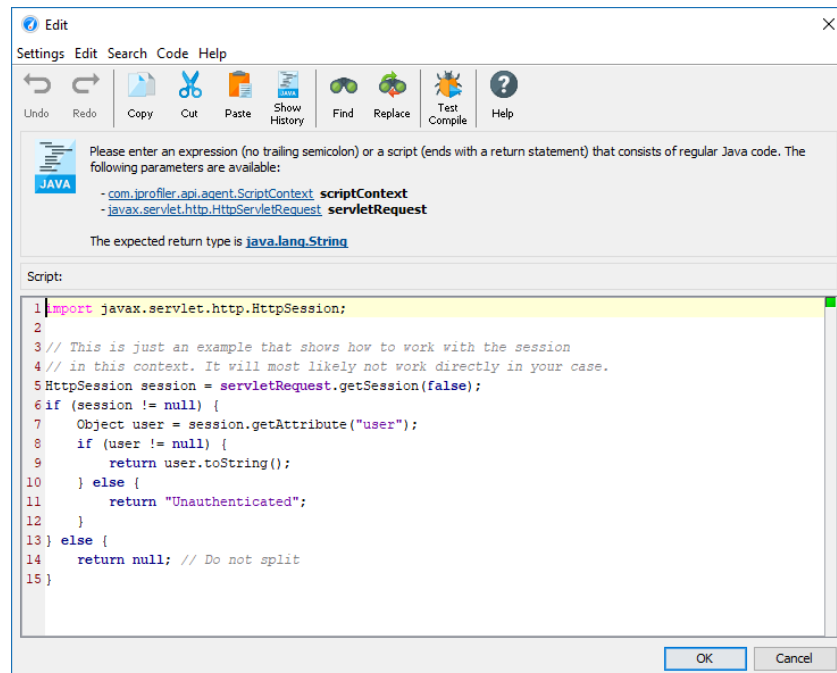 Edit
Settings Edit Search Code Help
Undo Redo Copy Cut Paste Show History Find Replace Test Compile Help
JAVA
Please enter an expression (no trailing semicolon) or a script (ends with a return statement) that consists of regular Java code. The
following parameters are available:
- com.jprofiler.api.agent.ScriptContext scriptContext
- javax.servlet.http.HttpServletRequest servletRequest
The expected return type is java.lang.String
Script:
1 import javax.servlet.http.HttpSession;
2
3 // This is just an example that shows how to work with the session
4 // in this context. It will most likely not work directly in your case.
5 HttpSession session = servletRequest.getSession(false);
6 if (session != null) {
7     Object user = session.getAttribute("user");
8     if (user != null) {
9         return user.toString();
10     } else {
11         return "Unauthenticated";
12     }
13 } else {
14     return null; // Do not split
15 }
OK Cancel